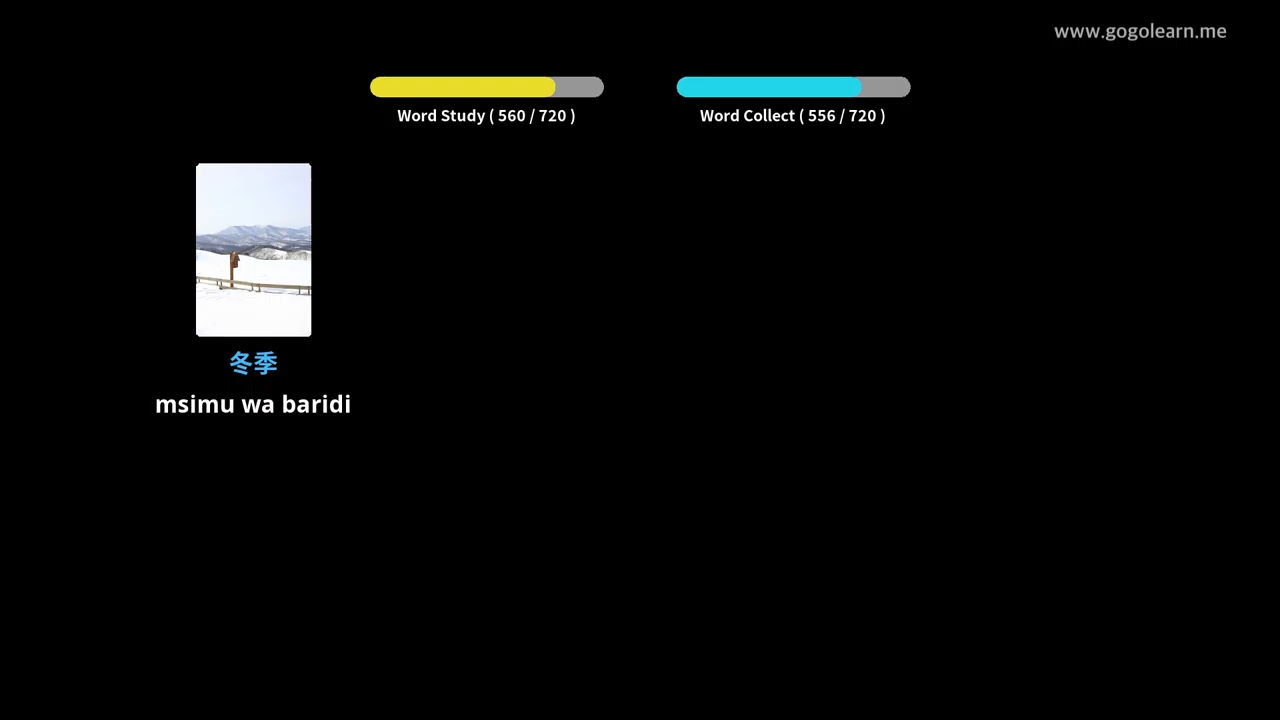 www.gogolearn.me
Word Study ( 560 / 720 )
Word Collect ( 556 / 720 )
冬季
msimu wa baridi